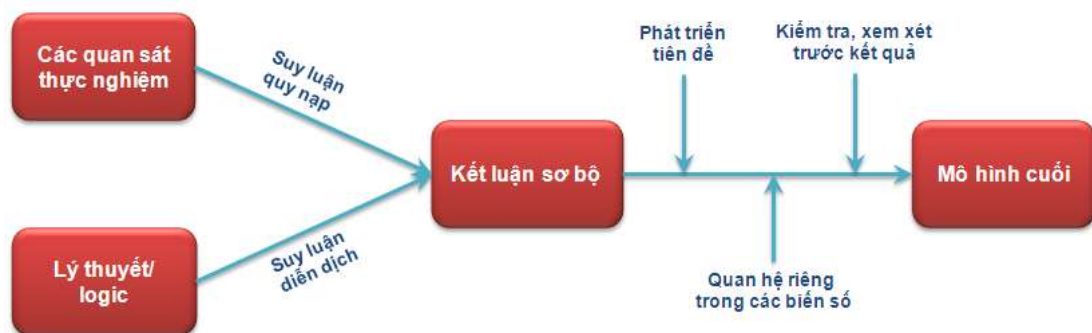 Các quan sát
thực nghiệm
Suy luận
quy nạp
Lý thuyết/
logic
Suy luận
diễn dịch
Kết luận sơ bộ
Phát triển
tiên đề
Kiểm tra, xem xét
trước kết quả
Quan hệ riêng
trong các biến số
Mô hình cuối